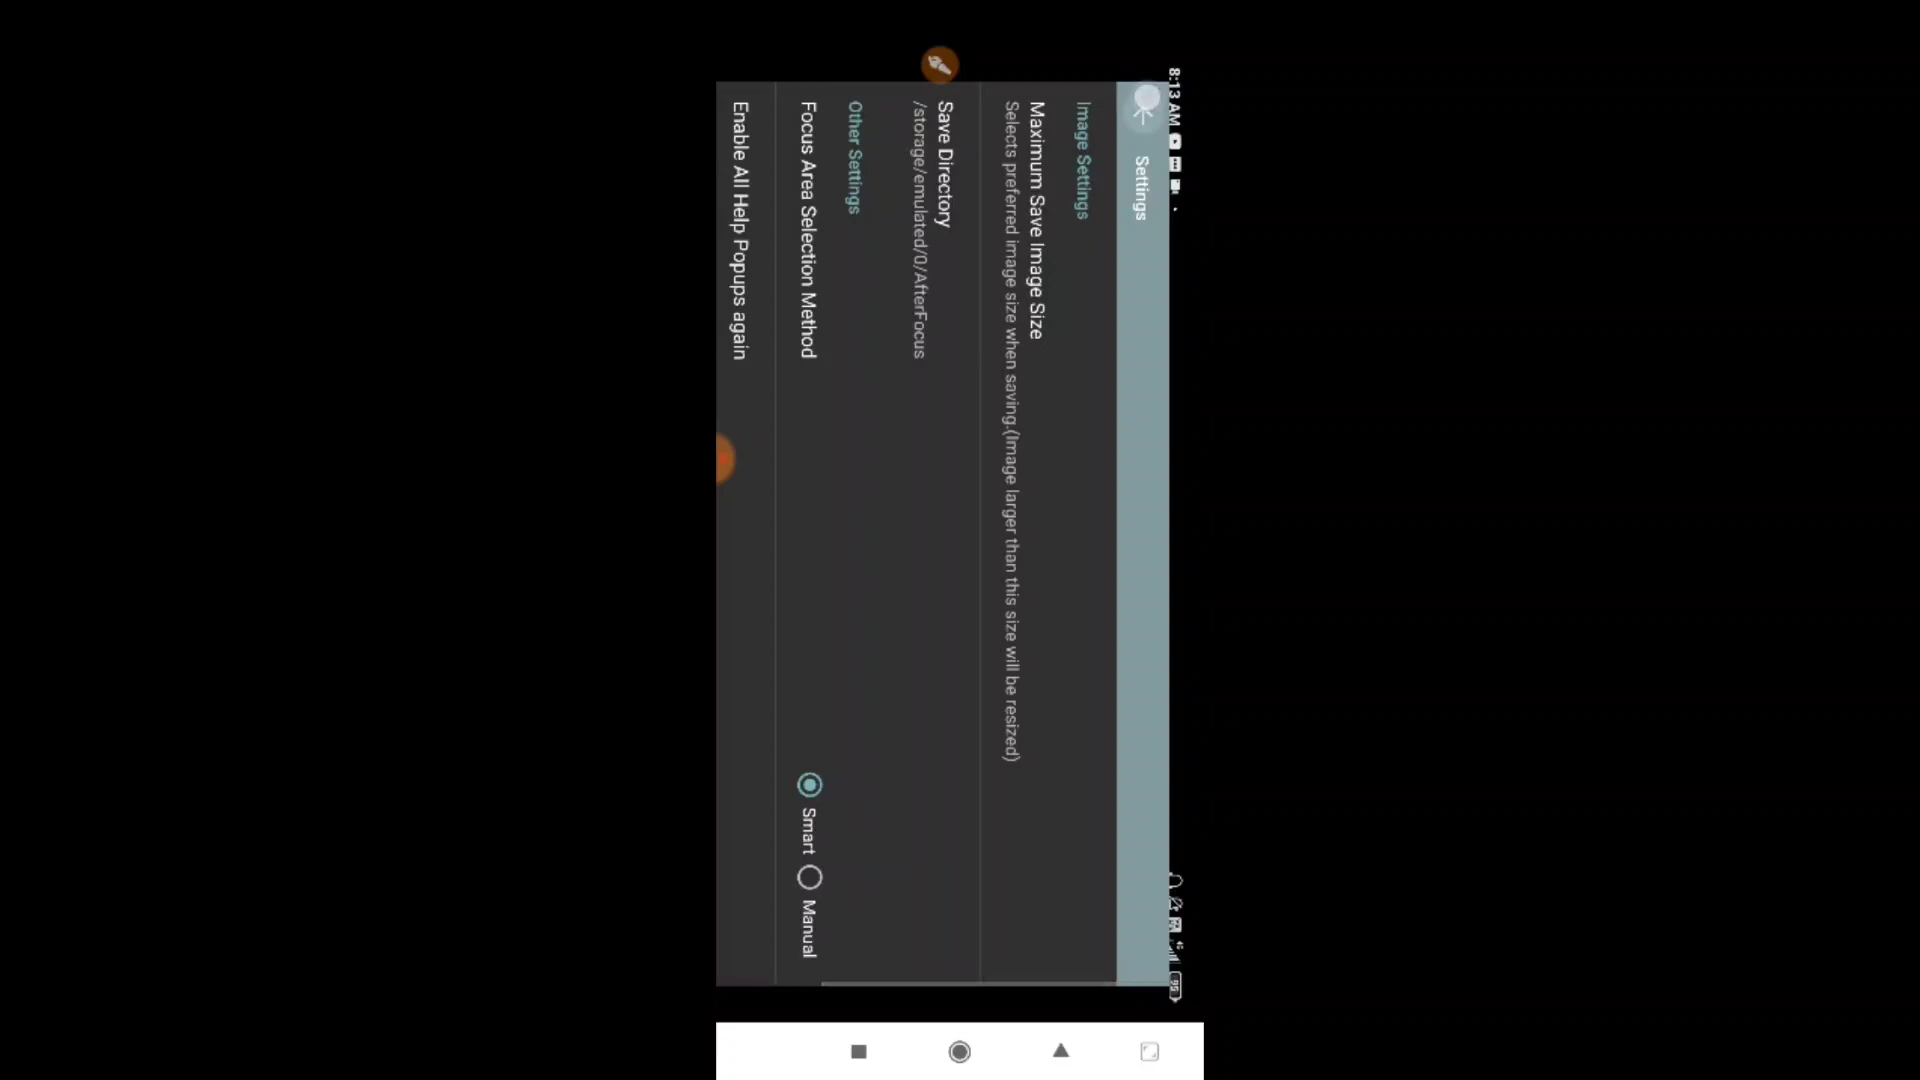 8:13 AM
95
Settings
Image Settings
Maximum Save Image Size
Selects preferred image size when saving.(Image larger than this size will be resized)
Save Directory
/storage/emulated/0/AfterFocus
Other Settings
Focus Area Selection Method
Smart
Manual
Enable All Help Popups again